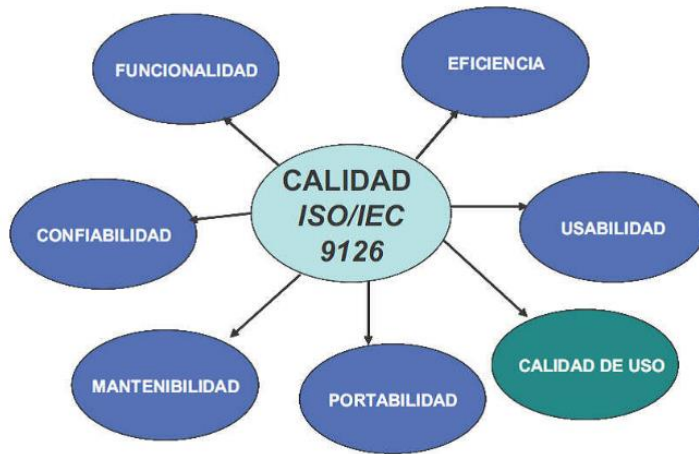 FUNCIONALIDAD
EFICIENCIA
CALIDAD
ISO/IEC
9126
CONFIABILIDAD
USABILIDAD
MANTENIBILIDAD
PORTABILIDAD
CALIDAD DE USO